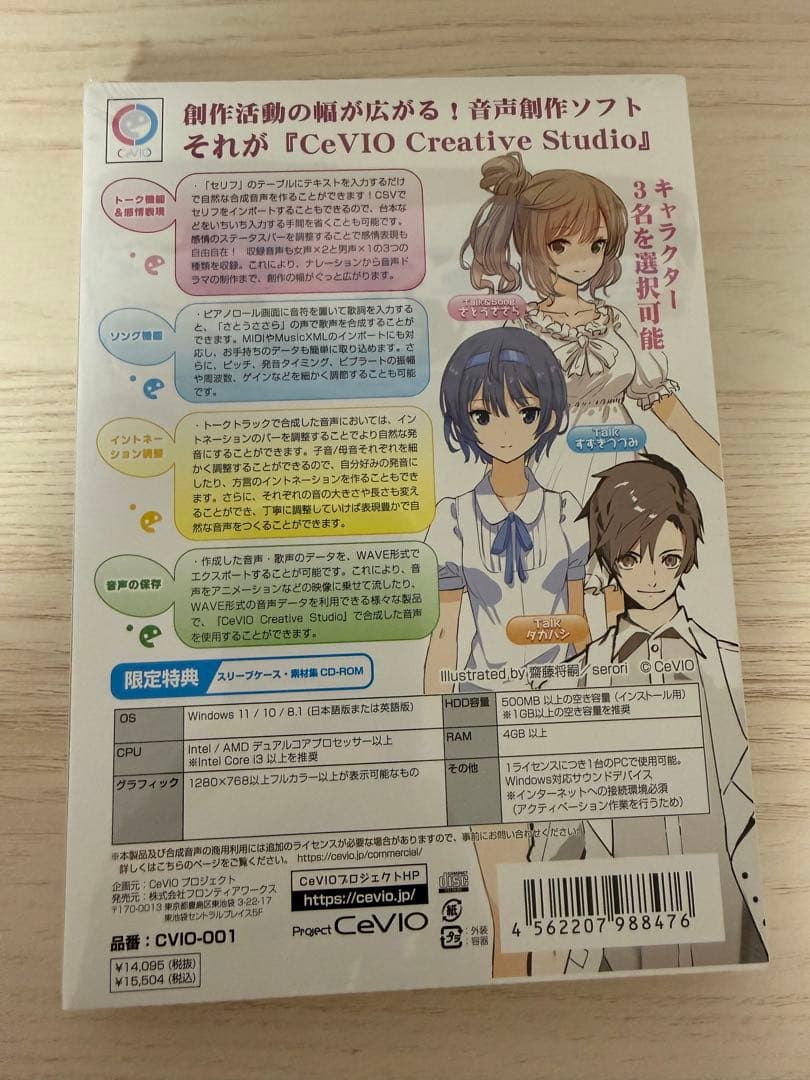 CeVIO
創作活動の幅が広がる！音声創作ソフト
それが『CeVIO Creative Studio』
キャラクター
3名を選択可能
トーク機能
&感情表現
・「セリフ」のテーブルにテキストを入力するだけ
で自然な合成音声を作ることができます！CSVで
セリフをインポートすることもできるので、台本な
どをいちいち入力する手間を省くことも可能です。
感情のステータスバーを調整することで感情表現も
自由自在！ 収録音声も女声×2と男声×1の3つの
種類を収録。これにより、ナレーションから音声ド
ラマの制作まで、創作の幅がぐっと広がります。
Talk&Song
さとうささら
ソング機能
・ピアノロール画面に音符を置いて歌詞を入力する
と、「さとうささら」の声で歌声を合成することが
できます。MIDIやMusicXMLのインポートにも対
応し、お手持ちのデータも簡単に取り込めます。さ
らに、ピッチ、発音タイミング、ビブラートの振幅
や周波数、ゲインなどを細かく調節することも可能
です。
イントネー
ション調整
・トークトラックで合成した音声においては、イン
トネーションのバーを調整することでより自然な発
音にすることができます。子音/母音それぞれを細
かく調整することができるので、自分好みの発音に
したり、方言のイントネーションを作ることもでき
ます。さらに、それぞれの音の大きさや長さも変え
ることができ、丁寧に調整していけば表現豊かで自
然な音声をつくることができます。
Talk
すずきつづみ
音声の保存
・作成した音声・歌声のデータを、WAVE形式で
エクスポートすることが可能です。これにより、音
声をアニメーションなどの映像に乗せて流したり、
WAVE形式の音声データを利用できる様々な製品
で、『CeVIO Creative Studio』で合成した音声
を使用することができます。
Talk
タカハシ
限定特典
スリーブケース・素材集 CD-ROM
Illustrated by 齋藤将嗣/serori © CeVIO
OS
Windows 11 / 10 / 8.1 (日本語版または英語版)
CPU
Intel / AMD デュアルコアプロセッサー以上
※Intel Core i3 以上を推奨
グラフィック
1280×768以上フルカラー以上が表示可能なもの
HDD容量
500MB 以上の空き容量（インストール用）
※1GB以上の空き容量を推奨
RAM
4GB 以上
その他
1ライセンスにつき1台のPCで使用可能。
Windows対応サウンドデバイス
※インターネットへの接続環境必須
（アクティベーション作業を行うため）
※本製品及び合成音声の商用利用には追加のライセンスが必要な場合がありますので、事前にお問い合わせください。
詳しくはこちらのページをご覧ください。 https://cevio.jp/commercial/
企画元：CeVIO プロジェクト
発売元：株式会社フロンティアワークス
〒170-0013 東京都豊島区東池袋 3-22-17
東池袋セントラルプレイス5F
品番：CVIO-001
¥14,095 (税抜)
¥15,504 (税込)
CeVIOプロジェクトHP
https://cevio.jp/
Project CeVIO
COMPACT
disc
紙
プラ
：外装
：容器
4 562207 988476